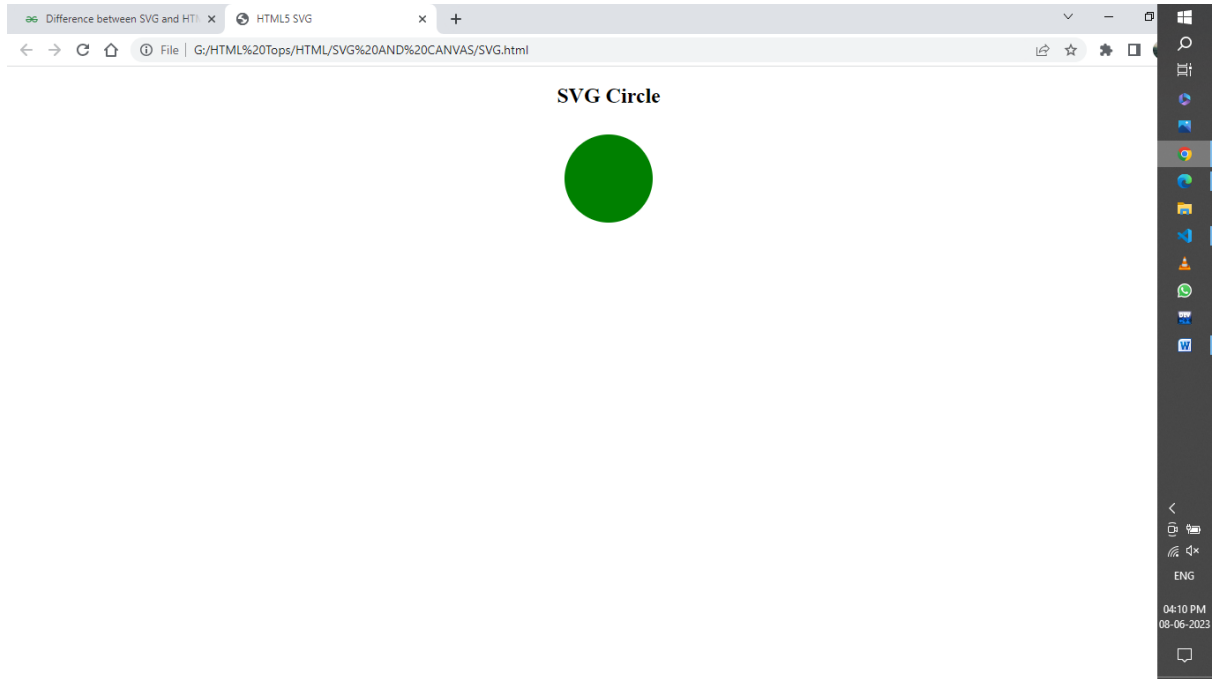 Difference between SVG and HT
HTML5 SVG
File | G:/HTML%20Tops/HTML/SVG%20AND%20CANVAS/SVG.html
SVG Circle
ENG
04:10 PM
08-06-2023